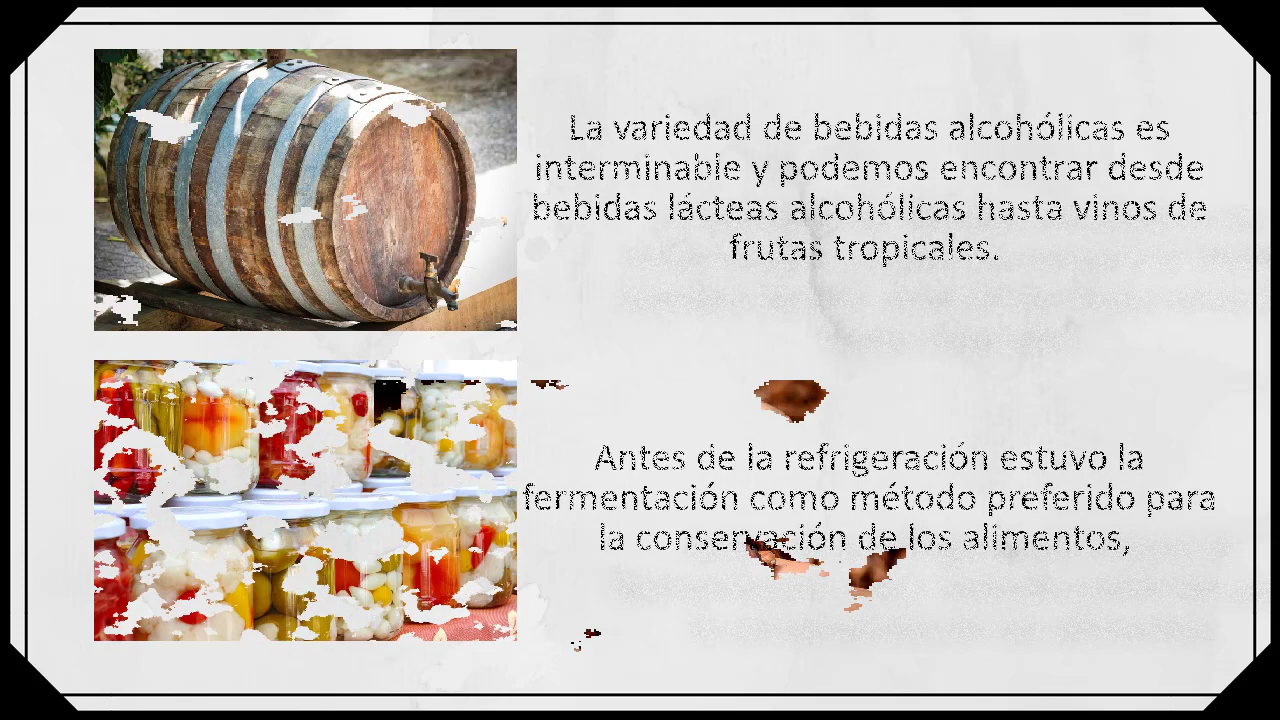 La variedad de bebidas alcohólicas es
interminable y podemos encontrar desde
bebidas lácteas alcohólicas hasta vinos de
frutas tropicales.
Antes de la refrigeración estuvo la
fermentación como método preferido para
la conservación de los alimentos,